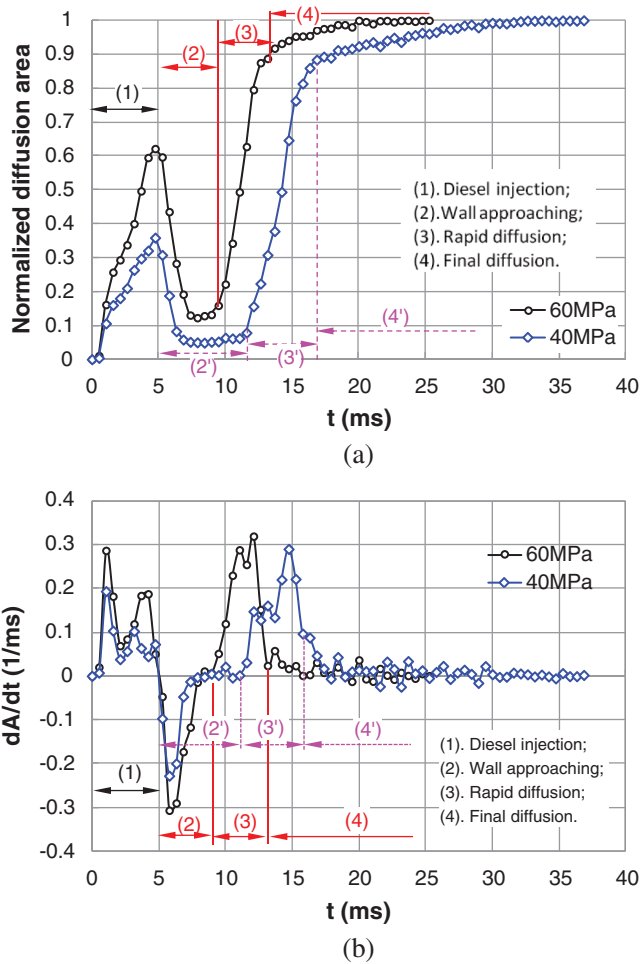 (a)
1
0.9
0.8
0.7
0.6
0.5
0.4
0.3
0.2
0.1
0
Normalized diffusion area
(1)
(2)
(3)
(4)
(1). Diesel injection;
(2). Wall approaching;
(3). Rapid diffusion;
(4). Final diffusion.
60MPa
40MPa
(2')
(3')
(4')
0 5 10 15 20 25 30 35 40
t (ms)
(a)
0.4
0.3
0.2
0.1
0
-0.1
-0.2
-0.3
-0.4
dA/dt (1/ms)
60MPa
40MPa
(1)
(2')
(3')
(4')
(2)
(3)
(4)
(1). Diesel injection;
(2). Wall approaching;
(3). Rapid diffusion;
(4). Final diffusion.
0 5 10 15 20 25 30 35 40
t (ms)
(b)